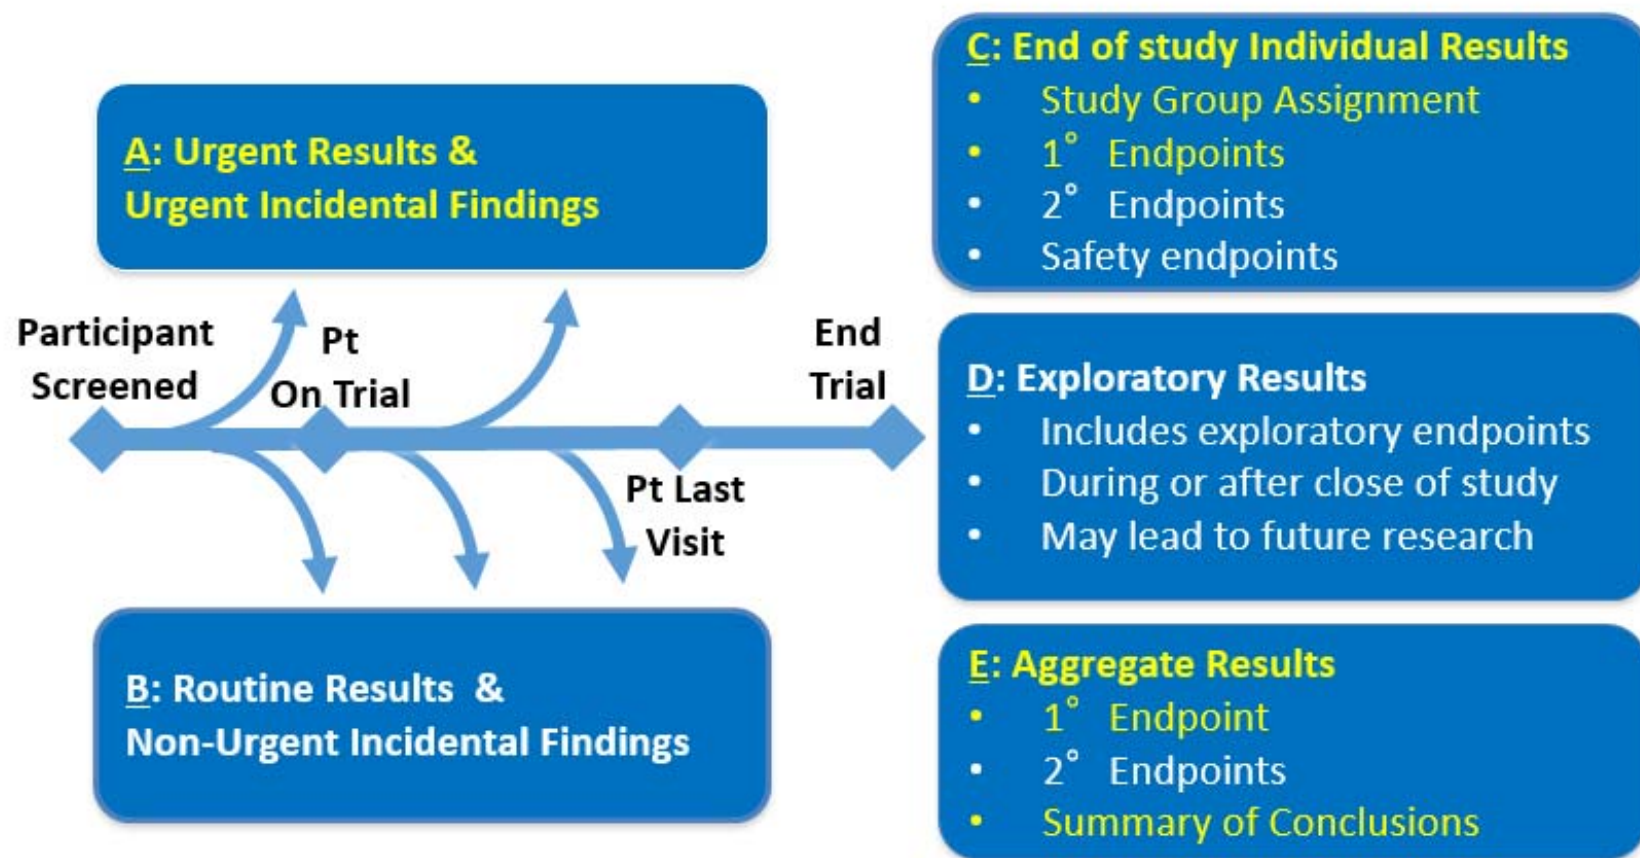 A: Urgent Results &
Urgent Incidental Findings
Participant
Screened
Pt
On Trial
End
Trial
Pt Last
Visit
B: Routine Results &
Non-Urgent Incidental Findings
C: End of study Individual Results
• Study Group Assignment
• 1° Endpoints
• 2° Endpoints
• Safety endpoints
D: Exploratory Results
• Includes exploratory endpoints
• During or after close of study
• May lead to future research
E: Aggregate Results
• 1° Endpoint
• 2° Endpoints
• Summary of Conclusions